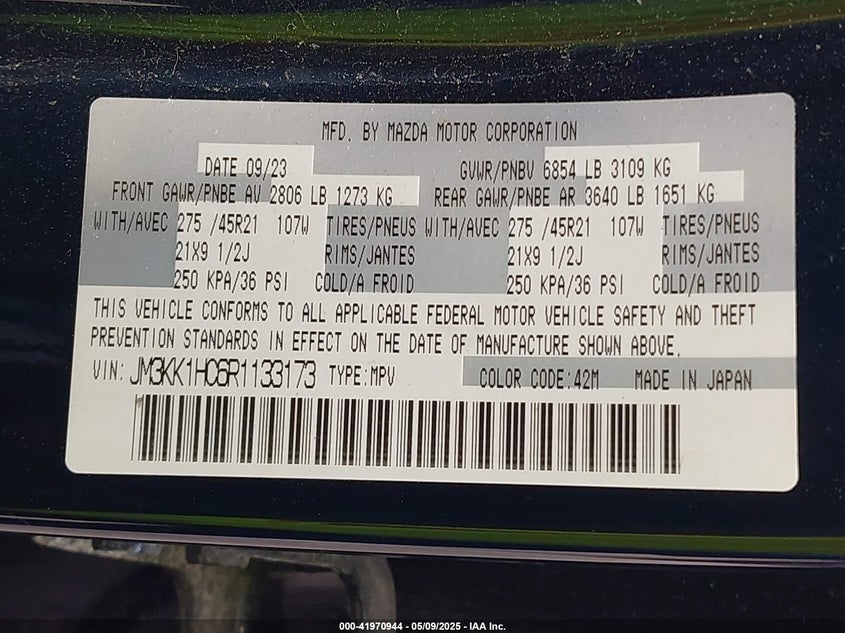 MFD. BY MAZDA MOTOR CORPORATION
DATE 09/23 GVWR/PNBV 6854 LB 3109 KG
FRONT GAWR/PNBE AV 2806 LB 1273 KG REAR GAWR/PNBE AR 3640 LB 1651 KG
WITH/AVEC 275 /45R21 107W TIRES/PNEUS WITH/AVEC 275 /45R21 107W TIRES/PNEUS
21X9 1/2J RIMS/JANTES 21X9 1/2J RIMS/JANTES
250 KPA/36 PSI COLD/A FROID 250 KPA/36 PSI COLD/A FROID
THIS VEHICLE CONFORMS TO ALL APPLICABLE FEDERAL MOTOR VEHICLE SAFETY AND THEFT
PREVENTION STANDARDS IN EFFECT ON THE DATE OF MANUFACTURE SHOWN ABOVE.
VIN: JM3KK1HC6R1133173 TYPE:MPV COLOR CODE:42M MADE IN JAPAN
000-41970944 — 05/09/2025 — IAA Inc.